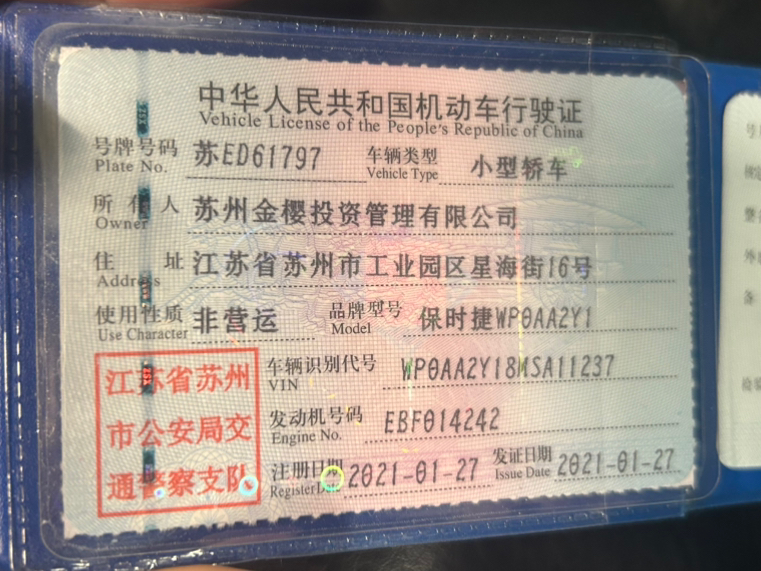 中华人民共和国机动车行驶证
Vehicle License of the People's Republic of China
号牌号码 苏ED61797 车辆类型 小型轿车
Plate No. Vehicle Type
所有人 苏州金樱投资管理有限公司
Owner
住址 江苏省苏州市工业园区星海街16号
Address
使用性质 非营运 品牌型号 保时捷WP0AA2Y1
Use Character Model
江苏省苏州
市公安局交
通警察支队
车辆识别代号 WP0AA2Y18MSA11237
VIN
发动机号码 EBF014242
Engine No.
注册日期 2021-01-27 发证日期 2021-01-27
Register Date Issue Date